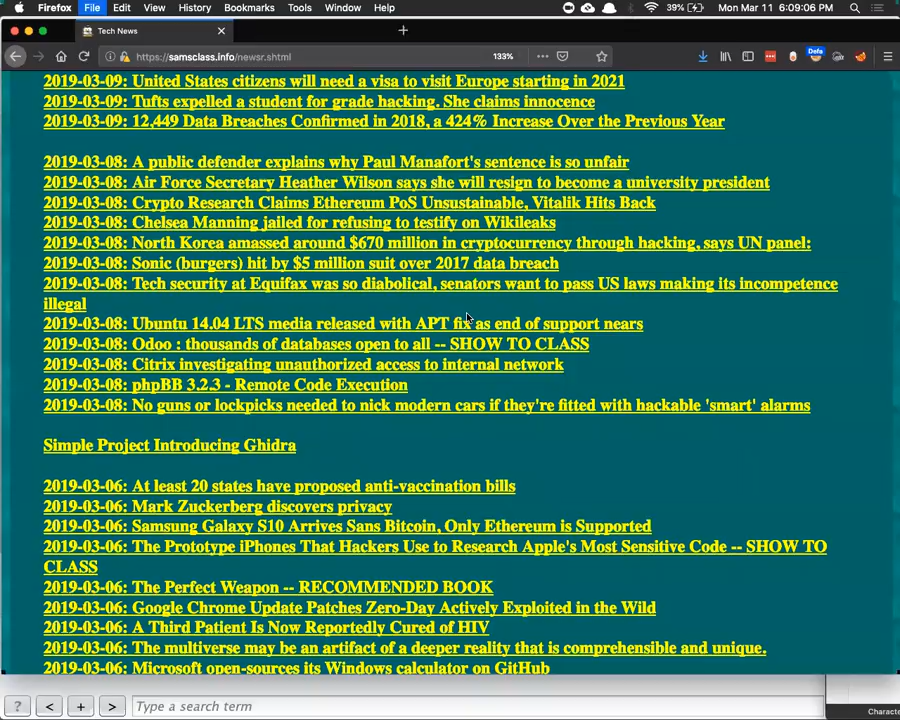 Firefox File Edit View History Bookmarks Tools Window Help 39% Mon Mar 11 6:09:06 PM
Tech News
https://samsclass.info/newsr.shtml 133%
Defa
2019-03-09: United States citizens will need a visa to visit Europe starting in 2021
2019-03-09: Tufts expelled a student for grade hacking. She claims innocence
2019-03-09: 12,449 Data Breaches Confirmed in 2018, a 424% Increase Over the Previous Year
2019-03-08: A public defender explains why Paul Manafort's sentence is so unfair
2019-03-08: Air Force Secretary Heather Wilson says she will resign to become a university president
2019-03-08: Crypto Research Claims Ethereum PoS Unsustainable, Vitalik Hits Back
2019-03-08: Chelsea Manning jailed for refusing to testify on Wikileaks
2019-03-08: North Korea amassed around $670 million in cryptocurrency through hacking, says UN panel:
2019-03-08: Sonic (burgers) hit by $5 million suit over 2017 data breach
2019-03-08: Tech security at Equifax was so diabolical, senators want to pass US laws making its incompetence
illegal
2019-03-08: Ubuntu 14.04 LTS media released with APT fix as end of support nears
2019-03-08: Odoo : thousands of databases open to all -- SHOW TO CLASS
2019-03-08: Citrix investigating unauthorized access to internal network
2019-03-08: phpBB 3.2.3 - Remote Code Execution
2019-03-08: No guns or lockpicks needed to nick modern cars if they're fitted with hackable 'smart' alarms
Simple Project Introducing Ghidra
2019-03-06: At least 20 states have proposed anti-vaccination bills
2019-03-06: Mark Zuckerberg discovers privacy
2019-03-06: Samsung Galaxy S10 Arrives Sans Bitcoin, Only Ethereum is Supported
2019-03-06: The Prototype iPhones That Hackers Use to Research Apple's Most Sensitive Code -- SHOW TO
CLASS
2019-03-06: The Perfect Weapon -- RECOMMENDED BOOK
2019-03-06: Google Chrome Update Patches Zero-Day Actively Exploited in the Wild
2019-03-06: A Third Patient Is Now Reportedly Cured of HIV
2019-03-06: The multiverse may be an artifact of a deeper reality that is comprehensible and unique.
2019-03-06: Microsoft open-sources its Windows calculator on GitHub
? < + > Type a search term
Characte